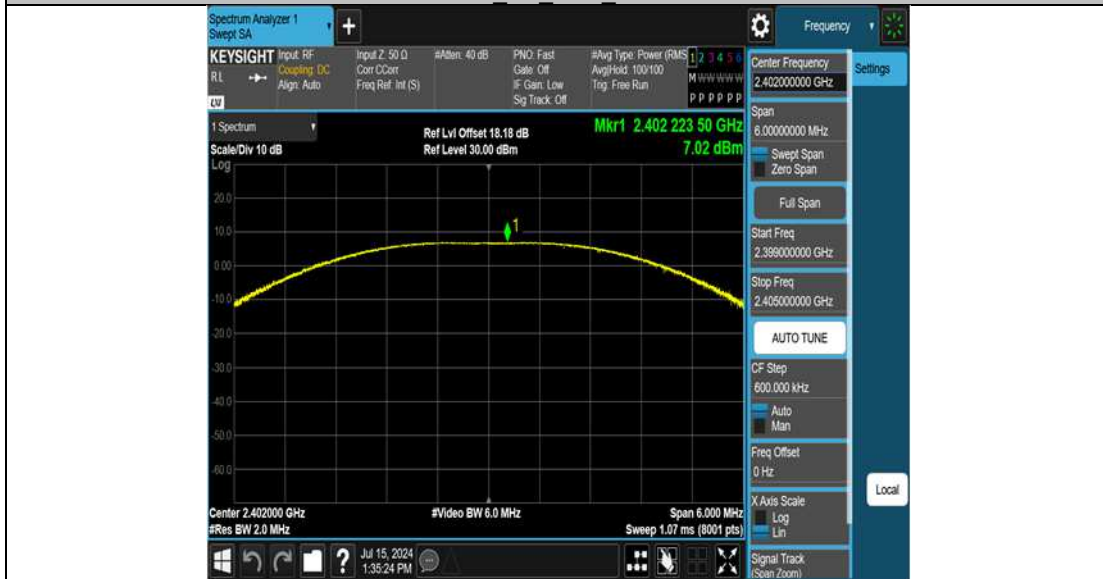 Spectrum Analyzer 1
Swept SA
+
Frequency
KEYSIGHT
Input: RF
Coupling: DC
Align: Auto
Input Z: 50 Ω
Corr CCorr
Freq Ref: Int (S)
#Atten: 40 dB
PNO: Fast
Gate: Off
IF Gain: Low
Sig Track: Off
#Avg Type: Power (RMS
Avg|Hold: 100/100
Trig: Free Run
1 2 3 4 5 6
M W W W W W
P P P P P P
RL
LXI
1 Spectrum
Ref Lvl Offset 18.18 dB
Mkr1 2.402 223 50 GHz
Scale/Div 10 dB
Ref Level 30.00 dBm
7.02 dBm
Log
20.0
10.0
0.00
-10.0
-20.0
-30.0
-40.0
-50.0
-60.0
1
Center 2.402000 GHz
#Video BW 6.0 MHz
Span 6.000 MHz
#Res BW 2.0 MHz
Sweep 1.07 ms (8001 pts)
?
Jul 15, 2024
1:35:24 PM
Center Frequency
2.402000000 GHz
Span
6.00000000 MHz
Swept Span
Zero Span
Full Span
Start Freq
2.399000000 GHz
Stop Freq
2.405000000 GHz
AUTO TUNE
CF Step
600.000 kHz
Auto
Man
Freq Offset
0 Hz
X Axis Scale
Log
Lin
Signal Track
(Span Zoom)
Settings
Local